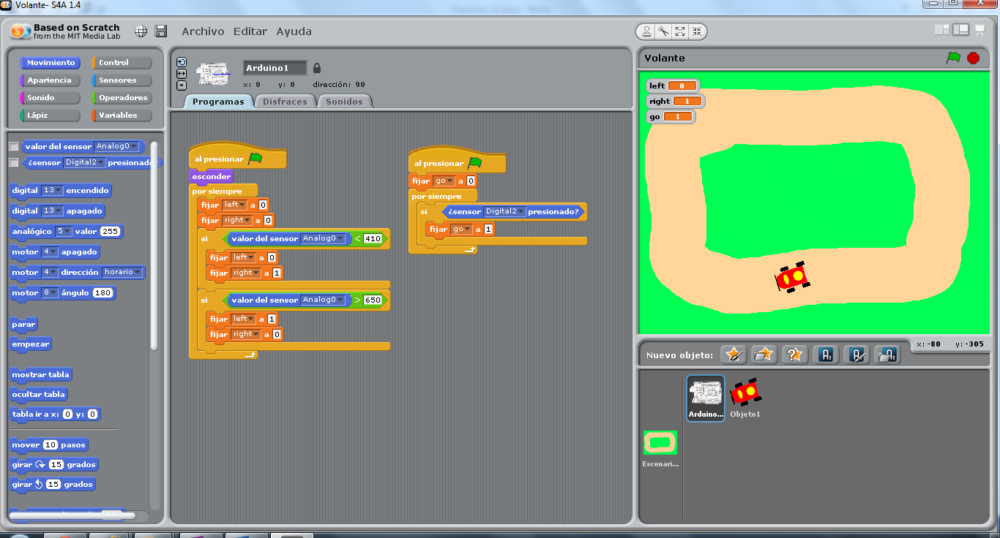 Volante- S4A 1.4
Based on Scratch
from the MIT Media Lab
Archivo Editar Ayuda
Movimiento Control
Apariencia Sensores
Sonido Operadores
Lápiz Variables
valor del sensor Analog0
¿sensor Digital2 presionado
digital 13 encendido
digital 13 apagado
analógico 5 valor 255
motor 4 apagado
motor 4 dirección horario
motor 8 ángulo 180
parar
empezar
mostrar tabla
ocultar tabla
tabla ir a x: 0 y: 0
mover 10 pasos
girar 15 grados
girar 15 grados
Arduino1
x: 0 y: 0 dirección: 90
Programas Disfraces Sonidos
al presionar
esconder
por siempre
fijar left a 0
fijar right a 0
si valor del sensor Analog0 < 410
fijar left a 0
fijar right a 1
si valor del sensor Analog0 > 650
fijar left a 1
fijar right a 0
al presionar
fijar go a 0
por siempre
si ¿sensor Digital2 presionado?
fijar go a 1
Volante
left 0
right 1
go 1
x: -80 y: -305
Nuevo objeto:
Arduino... Objeto1
Escenari...